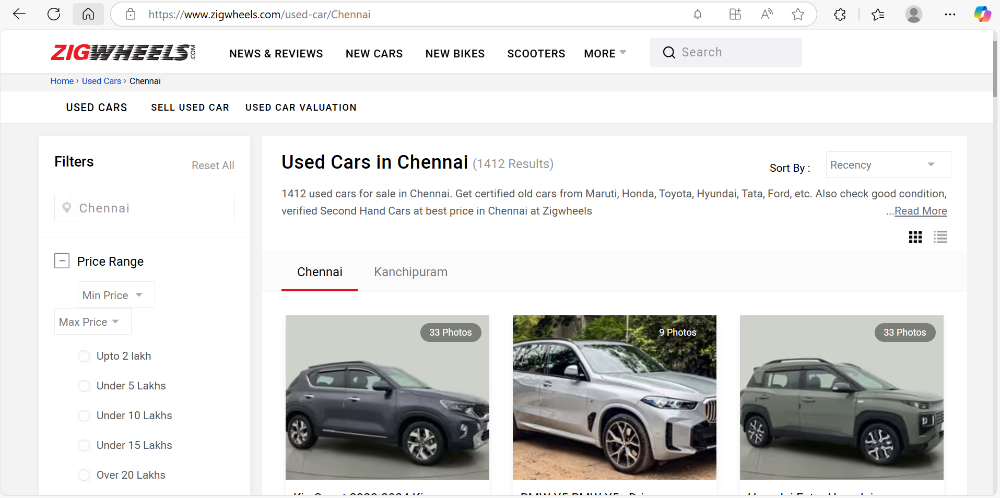 https://www.zigwheels.com/used-car/Chennai
ZIGWHEELS.COM
NEWS & REVIEWS NEW CARS NEW BIKES SCOOTERS MORE Search
Home › Used Cars › Chennai
USED CARS SELL USED CAR USED CAR VALUATION
Filters
Reset All
Chennai
Price Range
Min Price
Max Price
Upto 2 lakh
Under 5 Lakhs
Under 10 Lakhs
Under 15 Lakhs
Over 20 Lakhs
Used Cars in Chennai (1412 Results)
Sort By :
Recency
1412 used cars for sale in Chennai. Get certified old cars from Maruti, Honda, Toyota, Hyundai, Tata, Ford, etc. Also check good condition,
verified Second Hand Cars at best price in Chennai at Zigwheels ...Read More
Chennai Kanchipuram
33 Photos
9 Photos
33 Photos